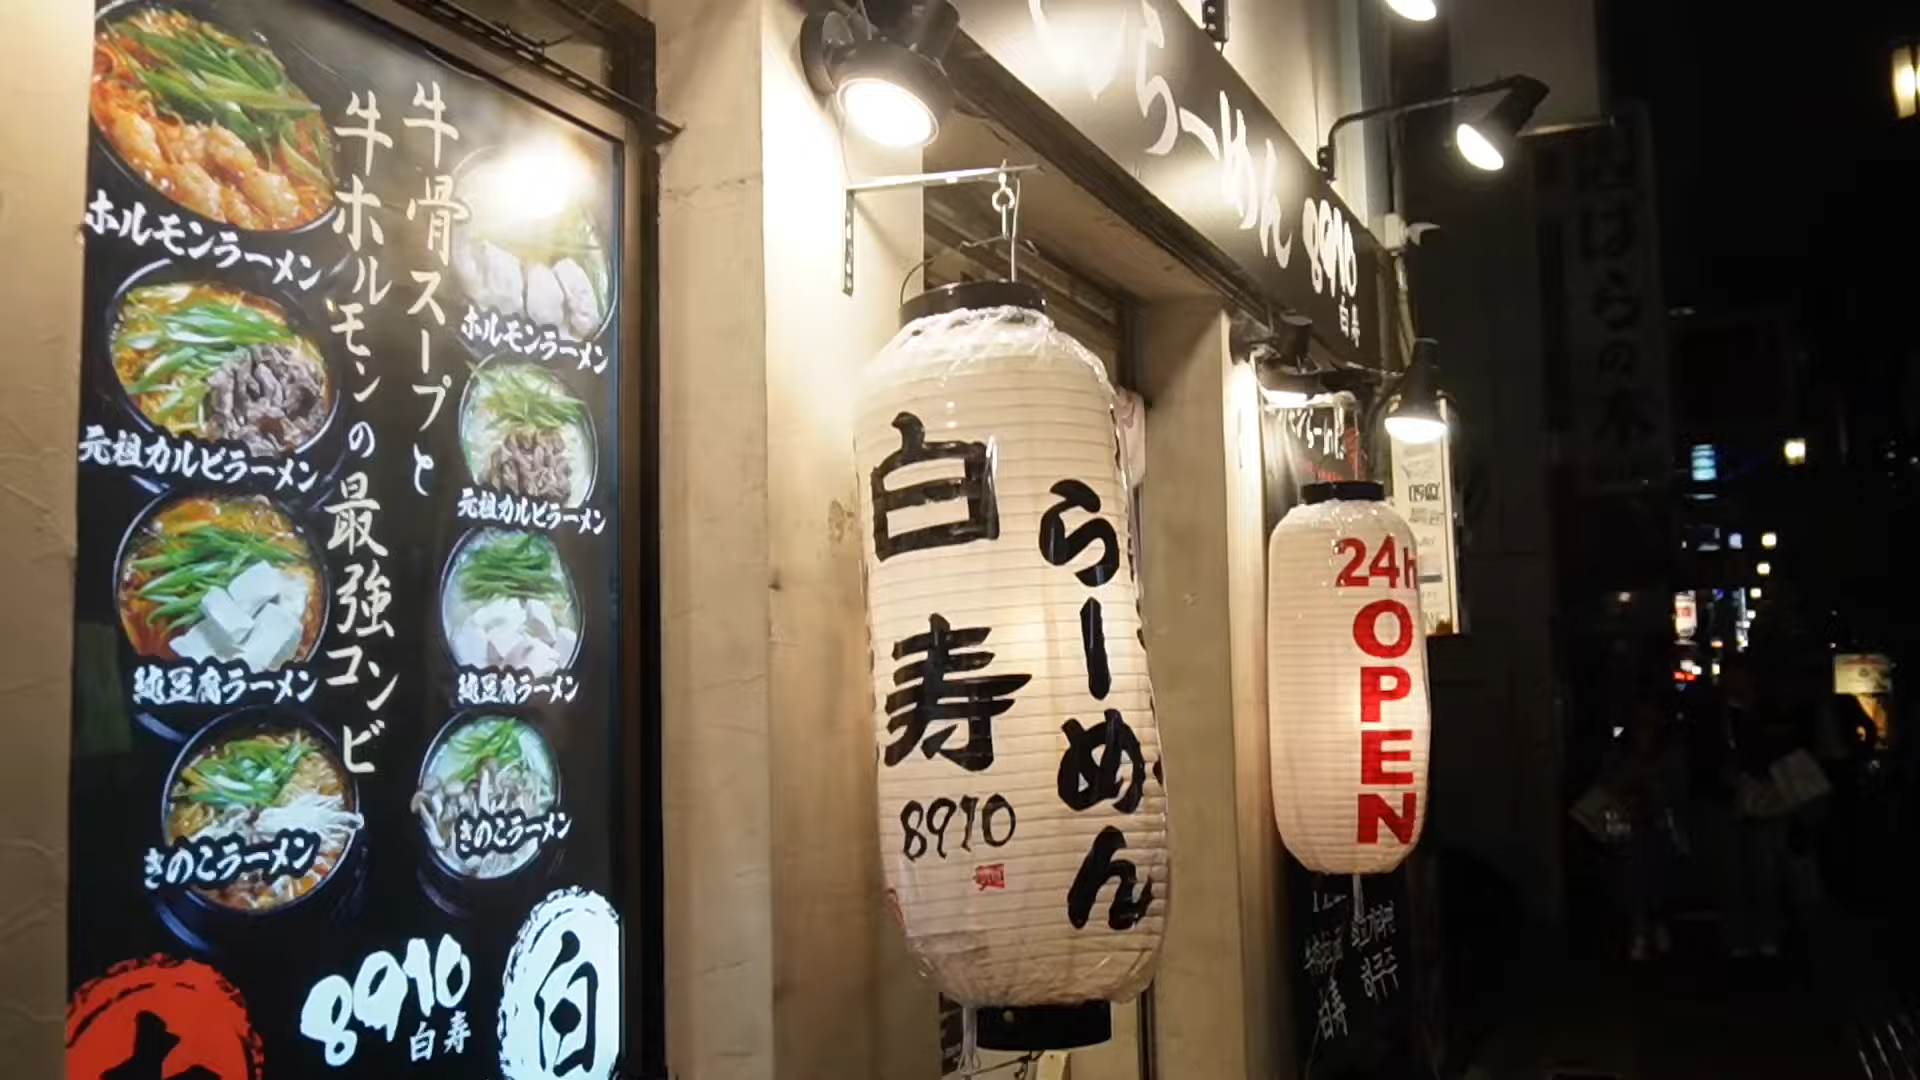 牛骨スープと
牛ホルモンの最強コンビ
ホルモンラーメン
元祖カルビラーメン
純豆腐ラーメン
きのこラーメン
ホルモンラーメン
元祖カルビラーメン
純豆腐ラーメン
きのこラーメン
8910
白寿
白
らーめん
8910
白寿
らーめん
白寿
8910
24h
OPEN
白寿